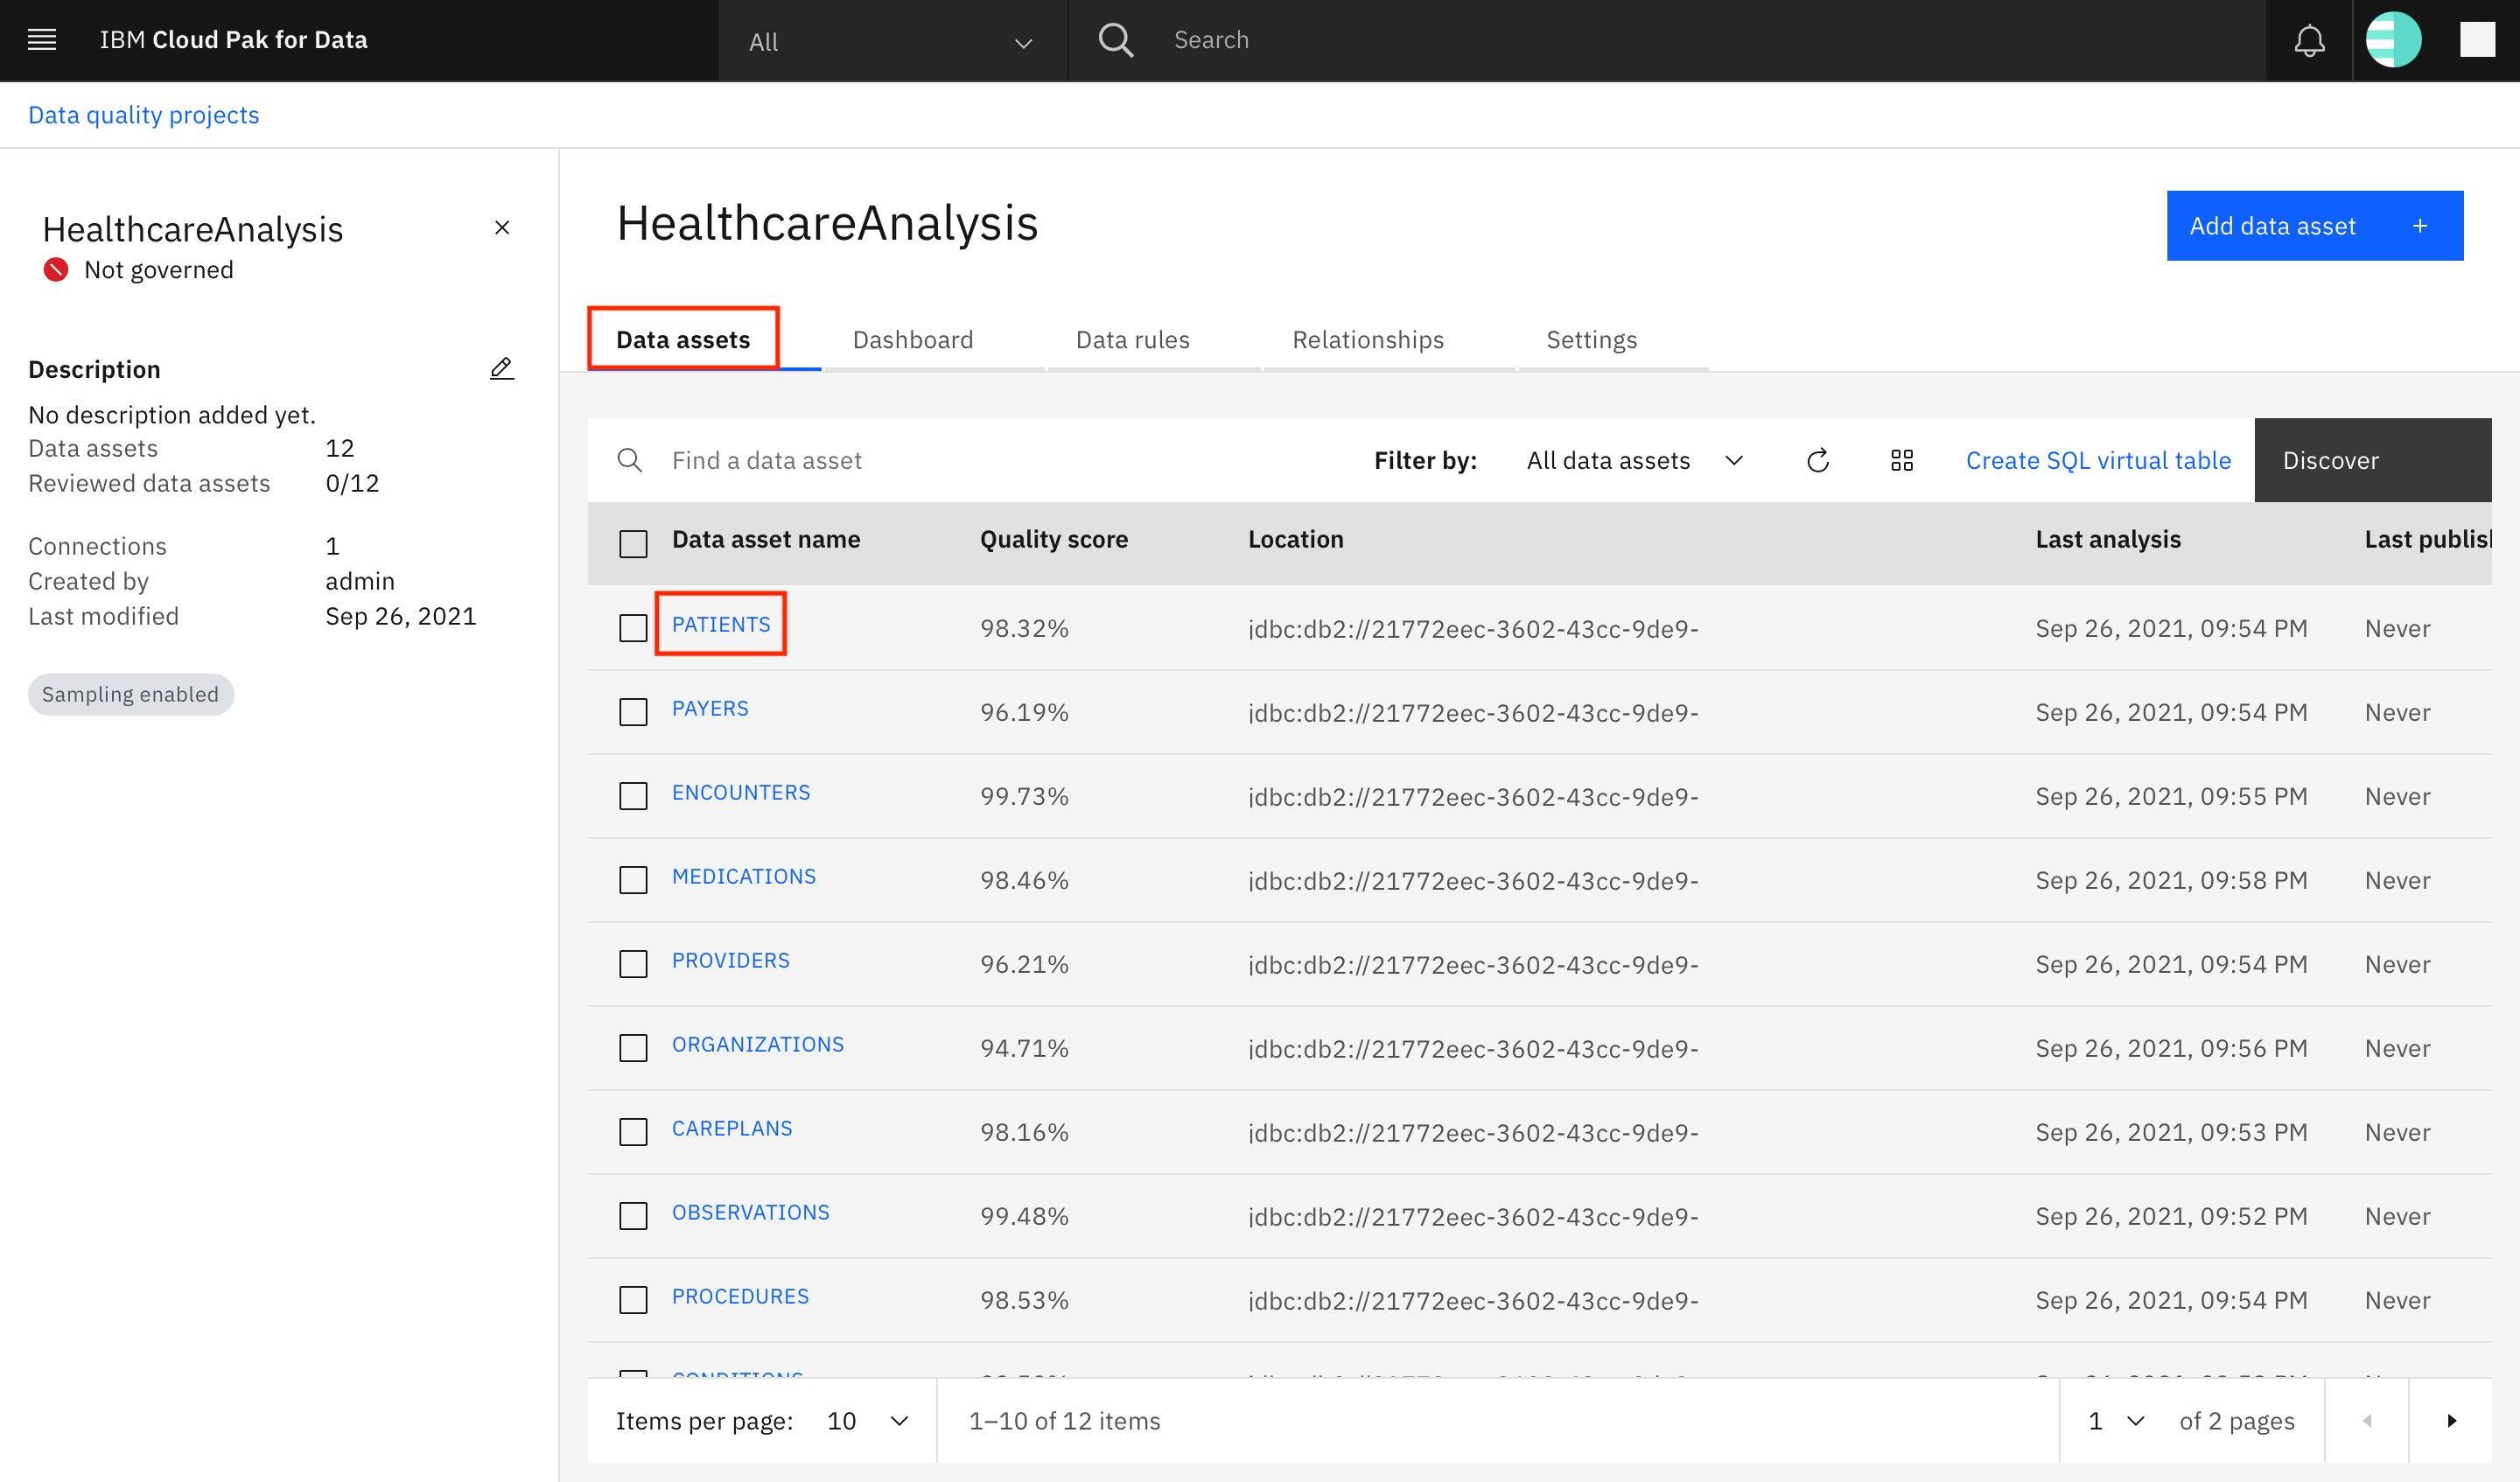 IBM Cloud Pak for Data
All
Search
Data quality projects
HealthcareAnalysis
Not governed
Description
No description added yet.
Data assets 12
Reviewed data assets 0/12
Connections 1
Created by admin
Last modified Sep 26, 2021
Sampling enabled
HealthcareAnalysis
Add data asset +
Data assets Dashboard Data rules Relationships Settings
Find a data asset Filter by: All data assets Create SQL virtual table Discover
Data asset name Quality score Location Last analysis Last publish
PATIENTS 98.32% jdbc:db2://21772eec-3602-43cc-9de9- Sep 26, 2021, 09:54 PM Never
PAYERS 96.19% jdbc:db2://21772eec-3602-43cc-9de9- Sep 26, 2021, 09:54 PM Never
ENCOUNTERS 99.73% jdbc:db2://21772eec-3602-43cc-9de9- Sep 26, 2021, 09:55 PM Never
MEDICATIONS 98.46% jdbc:db2://21772eec-3602-43cc-9de9- Sep 26, 2021, 09:58 PM Never
PROVIDERS 96.21% jdbc:db2://21772eec-3602-43cc-9de9- Sep 26, 2021, 09:54 PM Never
ORGANIZATIONS 94.71% jdbc:db2://21772eec-3602-43cc-9de9- Sep 26, 2021, 09:56 PM Never
CAREPLANS 98.16% jdbc:db2://21772eec-3602-43cc-9de9- Sep 26, 2021, 09:53 PM Never
OBSERVATIONS 99.48% jdbc:db2://21772eec-3602-43cc-9de9- Sep 26, 2021, 09:52 PM Never
PROCEDURES 98.53% jdbc:db2://21772eec-3602-43cc-9de9- Sep 26, 2021, 09:54 PM Never
CONDITIONS
Items per page: 10 1–10 of 12 items 1 of 2 pages